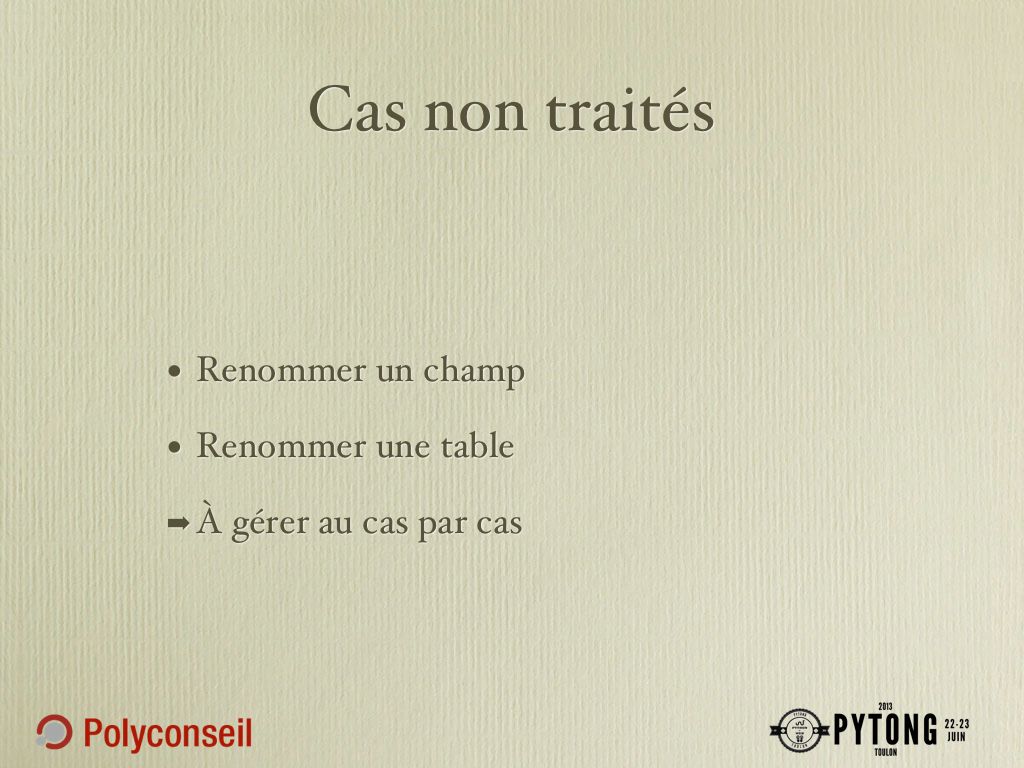 Cas non traités
• Renommer un champ
• Renommer une table
➡ À gérer au cas par cas
Polyconseil
2013
PYTONG
TOULON
22-23
JUIN